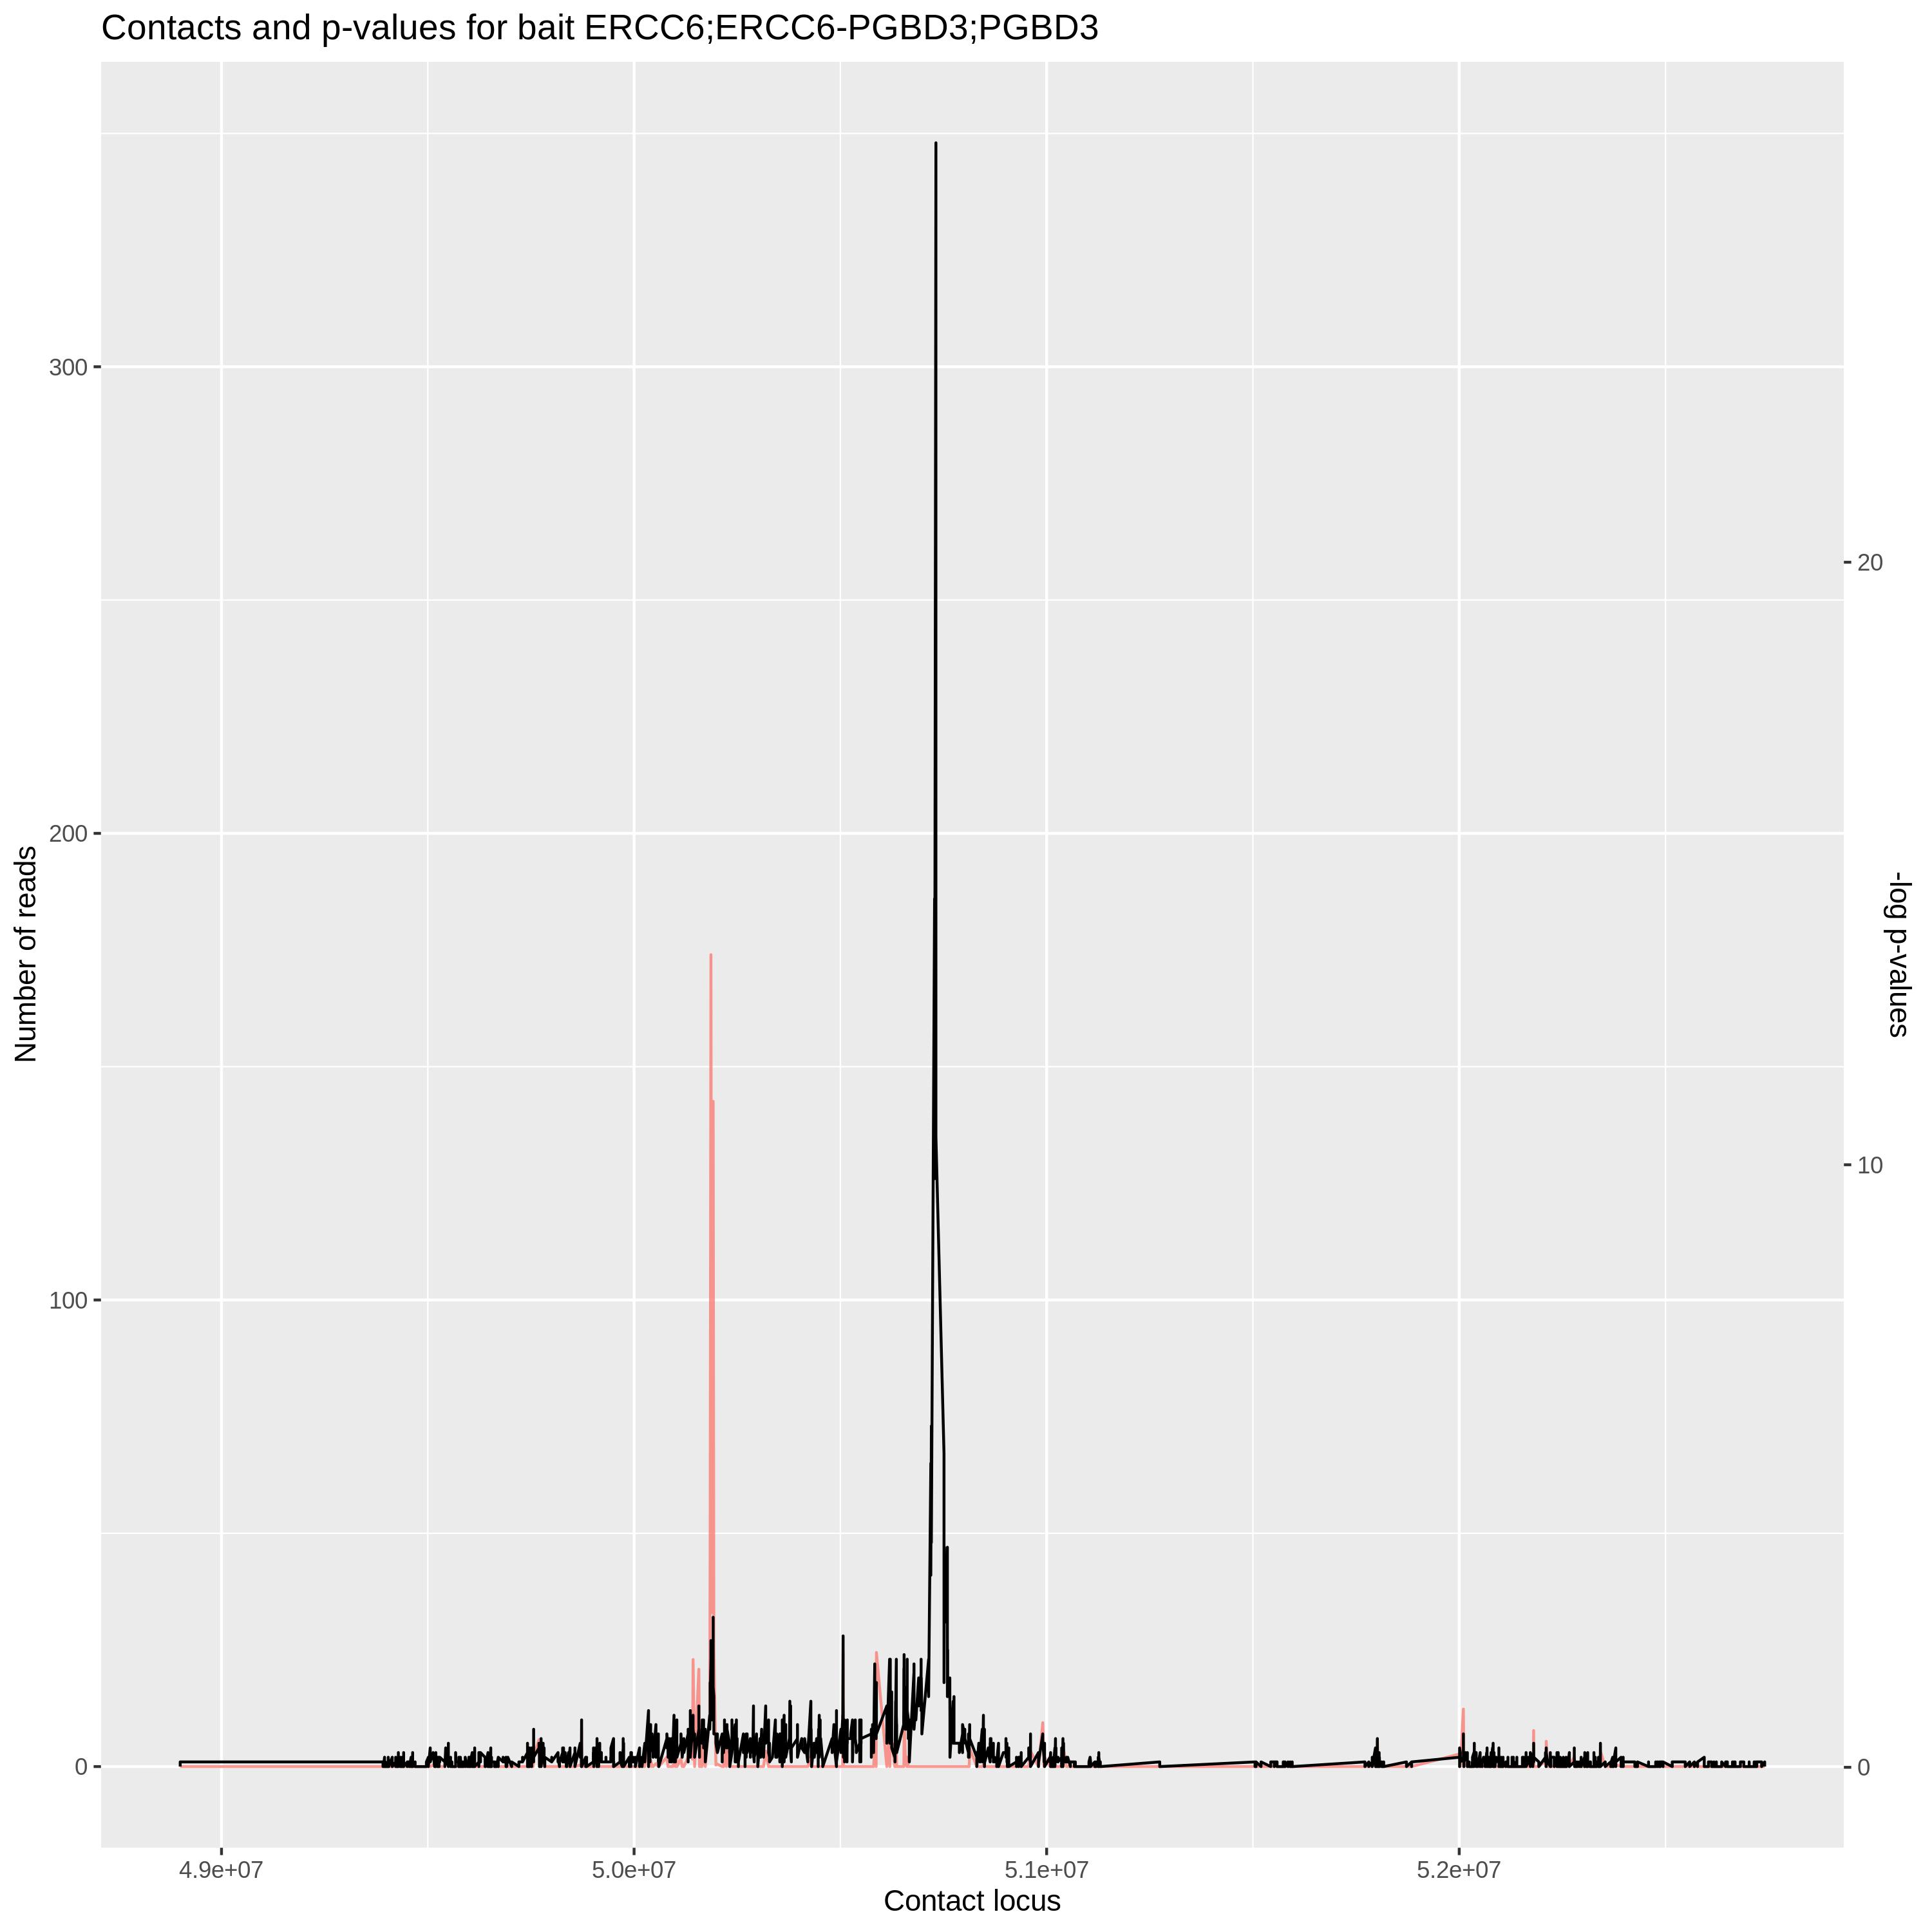 Contacts and p-values for bait ERCC6;ERCC6-PGBD3;PGBD3
300
200
100
0
Number of reads
20
10
0
-log p-values
4.9e+07 5.0e+07 5.1e+07 5.2e+07
Contact locus